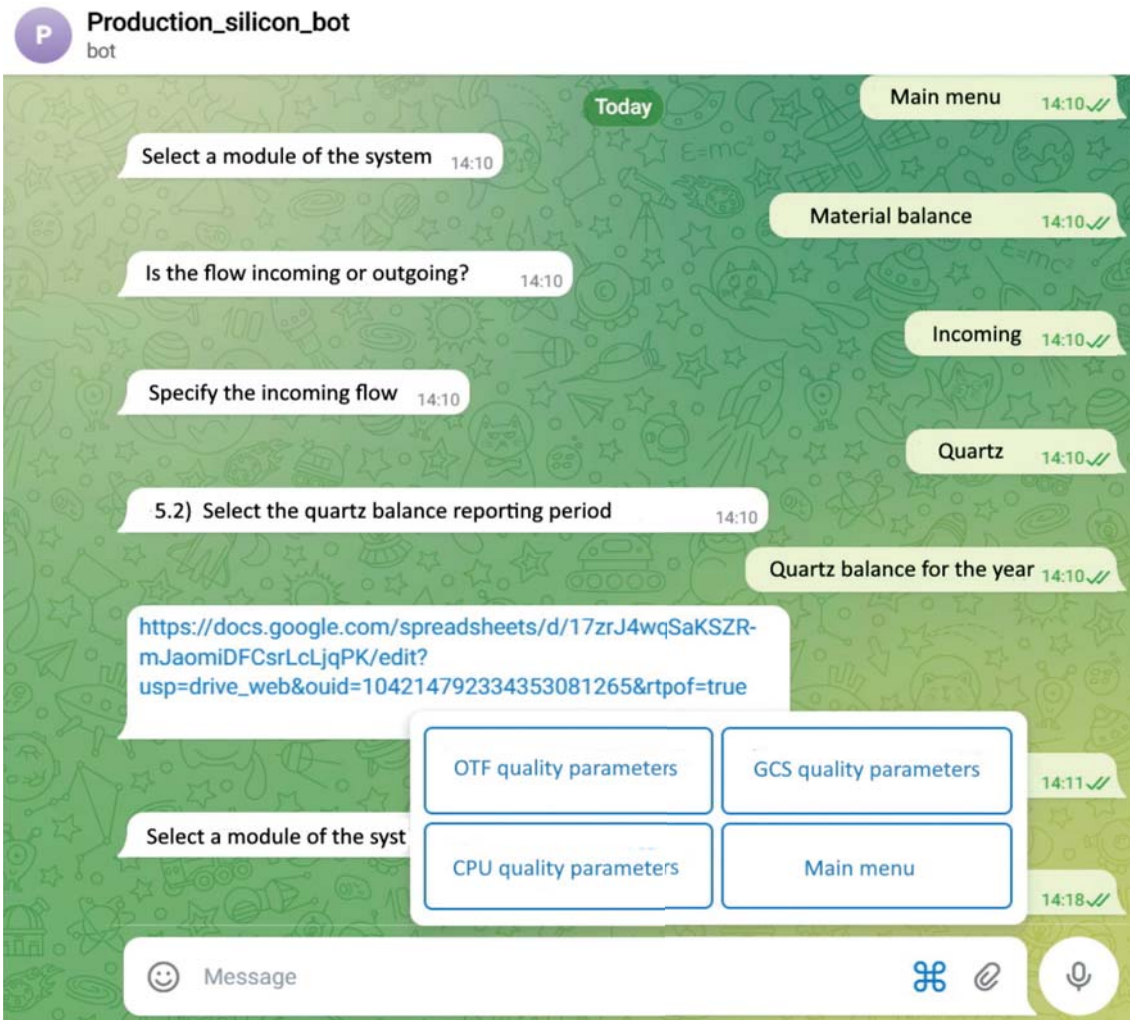 P
Production_silicon_bot
bot
Today
Main menu 14:10
Select a module of the system 14:10
Material balance 14:10
Is the flow incoming or outgoing? 14:10
Incoming 14:10
Specify the incoming flow 14:10
Quartz 14:10
5.2) Select the quartz balance reporting period 14:10
Quartz balance for the year 14:10
https://docs.google.com/spreadsheets/d/17zrJ4wqSaKSZR-
mJaomiDFCsrLcLjqPK/edit?
usp=drive_web&ouid=104214792334353081265&rtpof=true
OTF quality parameters
GCS quality parameters
14:11
Select a module of the syst
CPU quality parameters
Main menu
14:18
Message